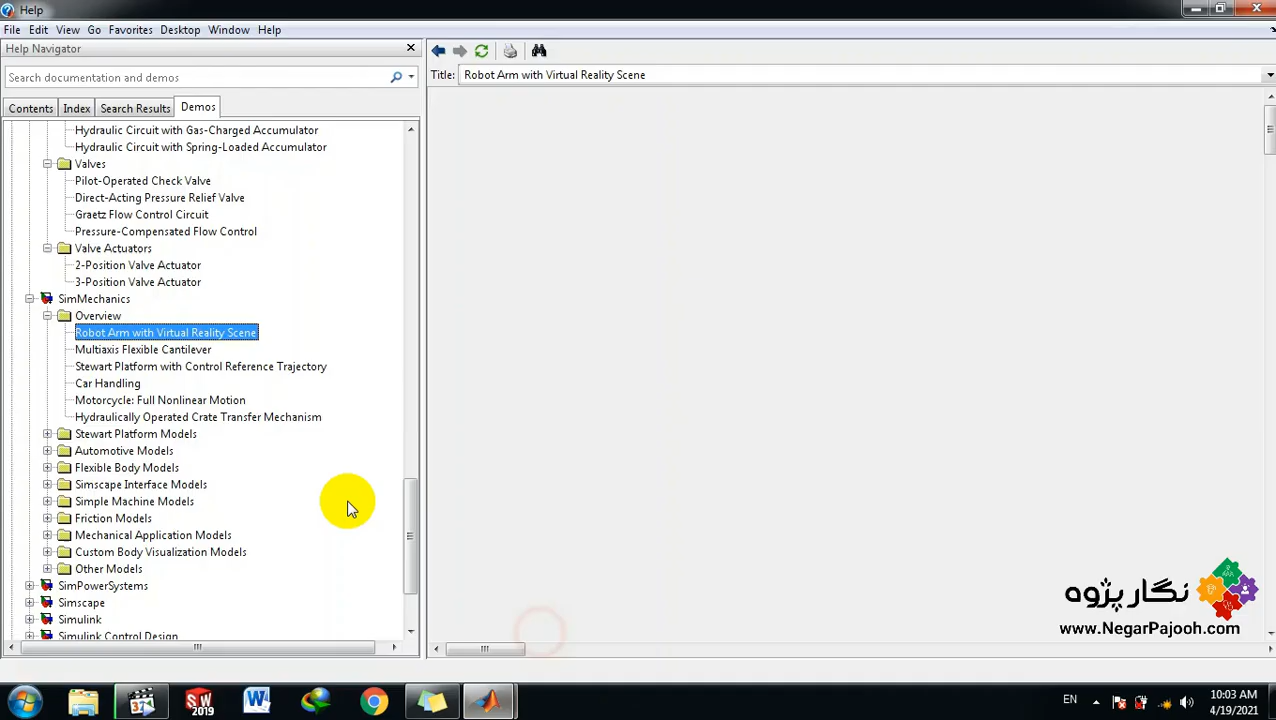 Help
File Edit View Go Favorites Desktop Window Help
Help Navigator
Search documentation and demos
Title: Robot Arm with Virtual Reality Scene
Contents Index Search Results Demos
Hydraulic Circuit with Gas-Charged Accumulator
Hydraulic Circuit with Spring-Loaded Accumulator
Valves
Pilot-Operated Check Valve
Direct-Acting Pressure Relief Valve
Graetz Flow Control Circuit
Pressure-Compensated Flow Control
Valve Actuators
2-Position Valve Actuator
3-Position Valve Actuator
SimMechanics
Overview
Robot Arm with Virtual Reality Scene
Multiaxis Flexible Cantilever
Stewart Platform with Control Reference Trajectory
Car Handling
Motorcycle: Full Nonlinear Motion
Hydraulically Operated Crate Transfer Mechanism
Stewart Platform Models
Automotive Models
Flexible Body Models
Simscape Interface Models
Simple Machine Models
Friction Models
Mechanical Application Models
Custom Body Visualization Models
Other Models
SimPowerSystems
Simscape
Simulink
Simulink Control Design
نگار پژوه
www.NegarPajooh.com
SW
2019
EN
10:03 AM
4/19/2021